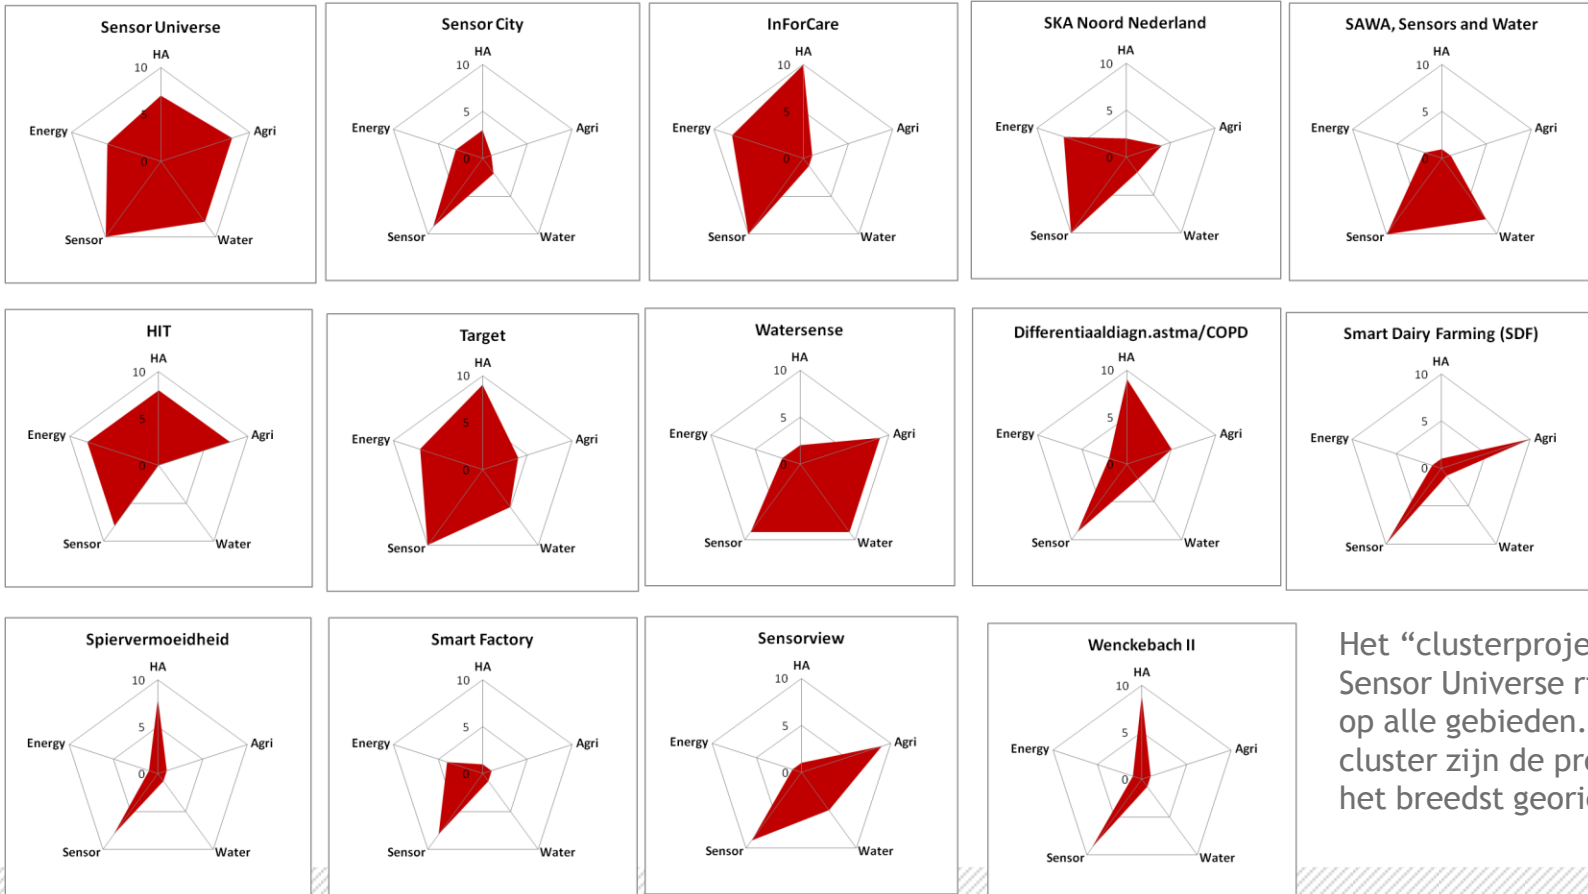 Sensor Universe
HA
10
5
0
Agri
Energy
Sensor
Water
Sensor City
HA
10
5
0
Agri
Energy
Sensor
Water
InForCare
HA
10
5
0
Agri
Energy
Sensor
Water
SKA Noord Nederland
HA
10
5
0
Agri
Energy
Sensor
Water
SAWA, Sensors and Water
HA
10
5
0
Agri
Energy
Sensor
Water
HIT
HA
10
5
0
Agri
Energy
Sensor
Water
Target
HA
10
5
0
Agri
Energy
Sensor
Water
Watersense
HA
10
5
0
Agri
Energy
Sensor
Water
Differentiaaldiagn.astma/COPD
HA
10
5
0
Agri
Energy
Sensor
Water
Smart Dairy Farming (SDF)
HA
10
5
0
Agri
Energy
Sensor
Water
Spiervermoeidheid
HA
10
5
0
Agri
Energy
Sensor
Water
Smart Factory
HA
10
5
0
Agri
Energy
Sensor
Water
Sensorview
HA
10
5
0
Agri
Energy
Sensor
Water
Wenckebach II
HA
10
5
0
Agri
Energy
Sensor
Water
Het “clusterproje
Sensor Universe r
op alle gebieden.
cluster zijn de pr
het breedst geori